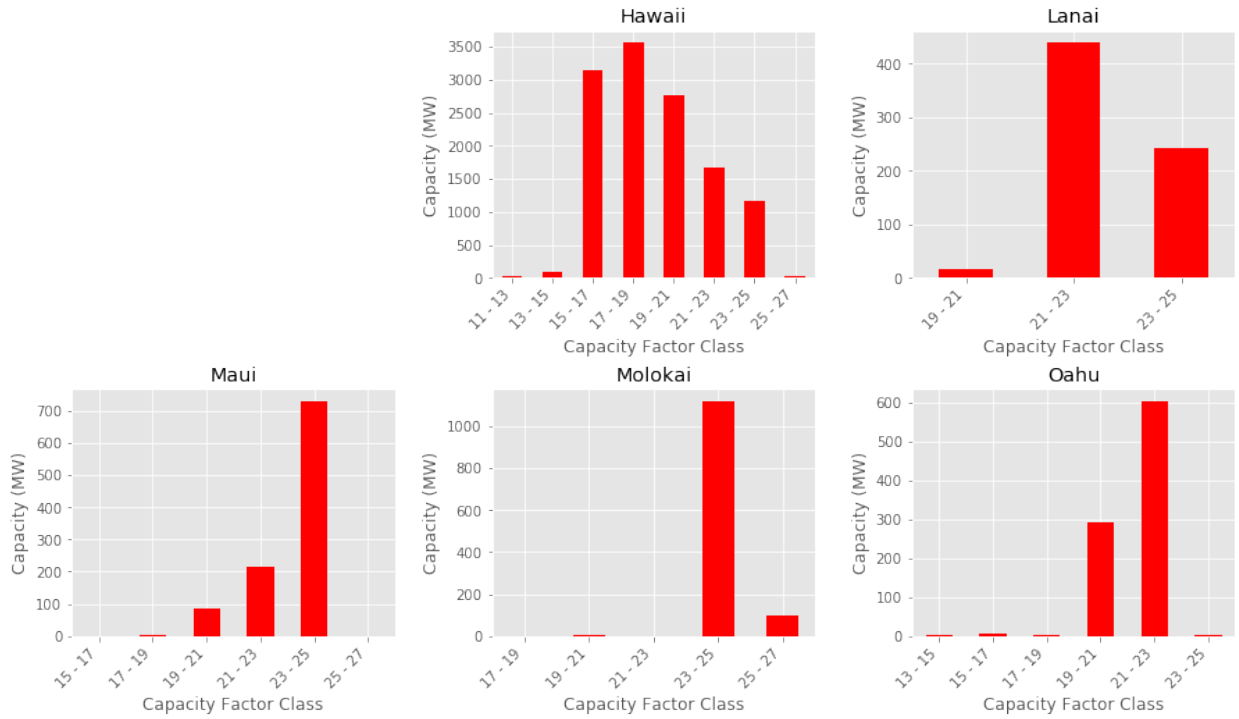 Hawaii
Capacity (MW)
3500
3000
2500
2000
1500
1000
500
0
11 - 13
13 - 15
15 - 17
17 - 19
19 - 21
21 - 23
23 - 25
25 - 27
Capacity Factor Class
Lanai
Capacity (MW)
400
300
200
100
0
19 - 21
21 - 23
23 - 25
Capacity Factor Class
Maui
Capacity (MW)
700
600
500
400
300
200
100
0
15 - 17
17 - 19
19 - 21
21 - 23
23 - 25
25 - 27
Capacity Factor Class
Molokai
Capacity (MW)
1000
800
600
400
200
0
17 - 19
19 - 21
21 - 23
23 - 25
25 - 27
Capacity Factor Class
Oahu
Capacity (MW)
600
500
400
300
200
100
0
13 - 15
15 - 17
17 - 19
19 - 21
21 - 23
23 - 25
Capacity Factor Class